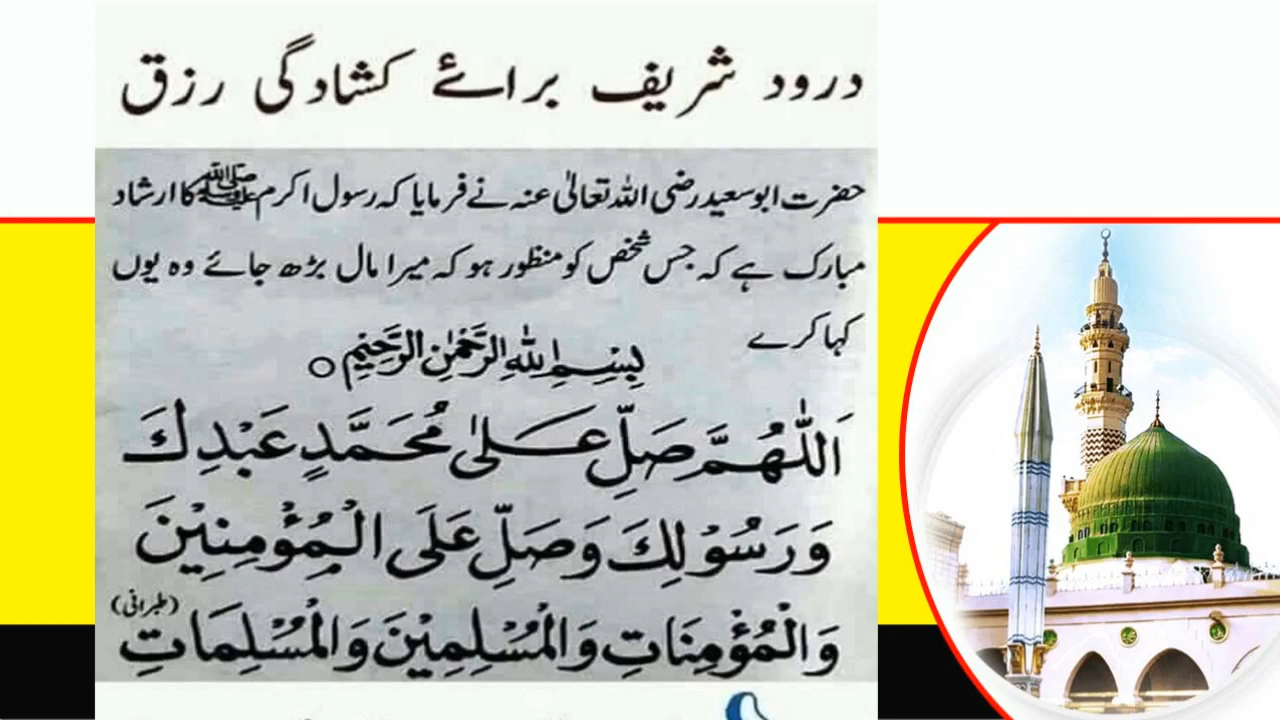 درود شریف برائے کشادگی رزق
حضرت ابوسعید رضی اللہ تعالیٰ عنہ نے فرمایا کہ رسول اکرم ﷺ کا ارشاد
مبارک ہے کہ جس شخص کو منظور ہو کہ میرا مال بڑھ جائے وہ یوں
کہا کرے
بِسْمِ اللهِ الرَّحْمٰنِ الرَّحِيْمِ ○
اَللّٰهُمَّ صَلِّ عَلٰى مُحَمَّدٍ عَبْدِكَ
وَرَسُوْلِكَ وَصَلِّ عَلَى الْمُؤْمِنِيْنَ
وَالْمُؤْمِنَاتِ وَالْمُسْلِمِيْنَ وَالْمُسْلِمَاتِ (طبرانی)